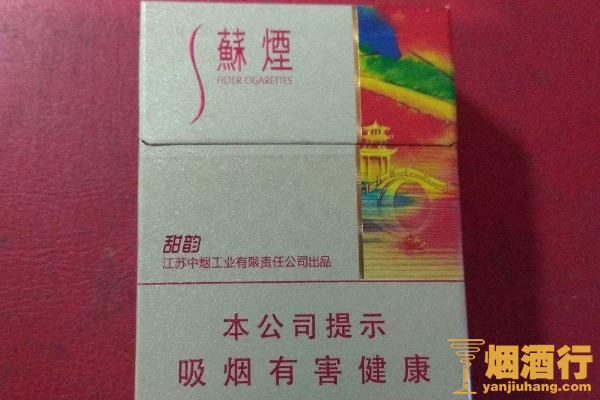 蘇煙
FILTER CIGARETTES
甜韵
江苏中烟工业有限责任公司出品
本公司提示
吸烟有害健康
烟酒行
yanjiuhang.com